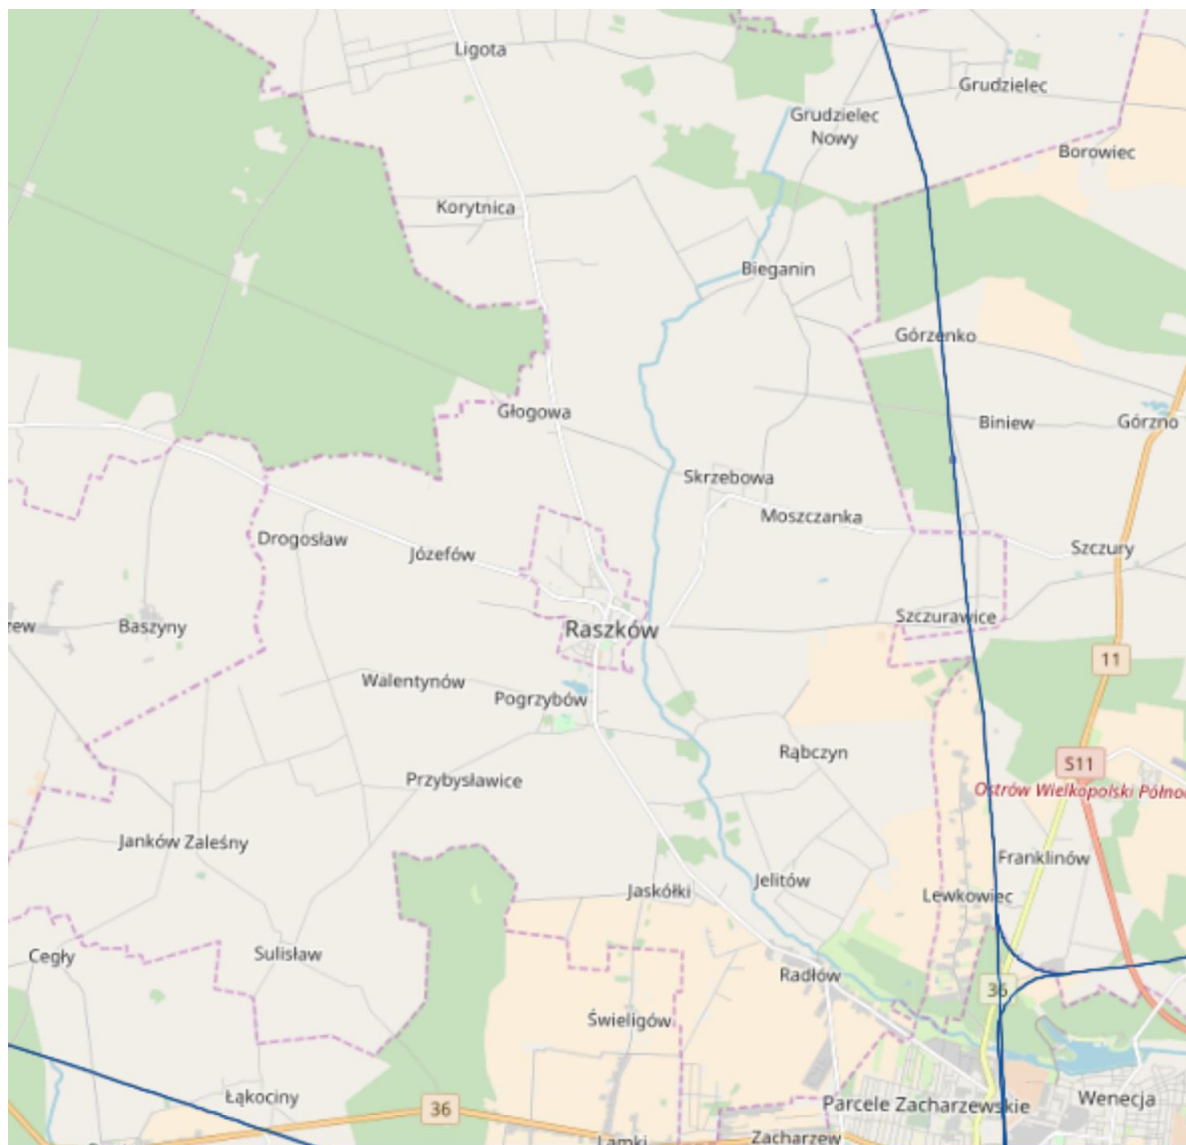 Ligota
Grudzielec
Grudzielec
Nowy
Borowiec
Korytnica
Bieganin
Górzenko
Głogowa
Biniew
Górzno
Skrzebowa
Moszczanka
Drogosław
Józefów
Szczury
Szczurawice
zew
Baszyny
Raszków
11
Walentynów
Pogrzybów
Rąbczyn
S11
Przybysławice
Ostrów Wielkopolski Półno
Janków Zaleśny
Franklinów
Jelitów
Jaskółki
Lewkowiec
Cegły
Sulisław
Radłów
36
Świeligów
Łąkociny
36
Parcele Zacharzewskie
Wenecja
Lamki
Zacharzew